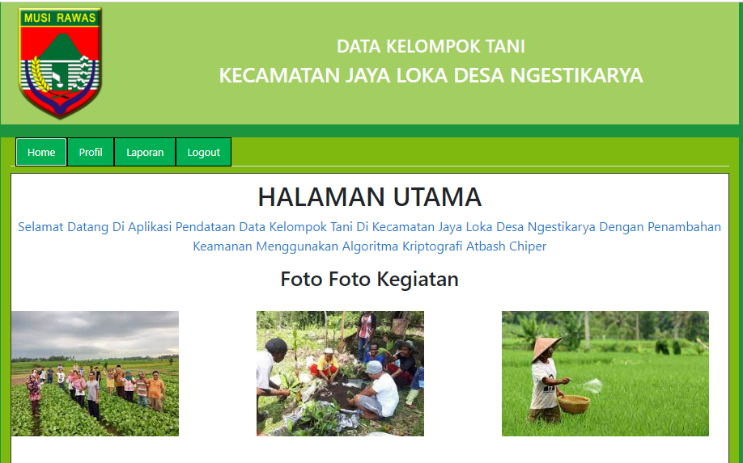 MUSI RAWAS
DATA KELOMPOK TANI
KECAMATAN JAYA LOKA DESA NGESTIKARYA
Home Profil Laporan Logout
HALAMAN UTAMA
Selamat Datang Di Aplikasi Pendataan Data Kelompok Tani Di Kecamatan Jaya Loka Desa Ngestikarya Dengan Penambahan
Keamanan Menggunakan Algoritma Kriptografi Atbash Chiper
Foto Foto Kegiatan